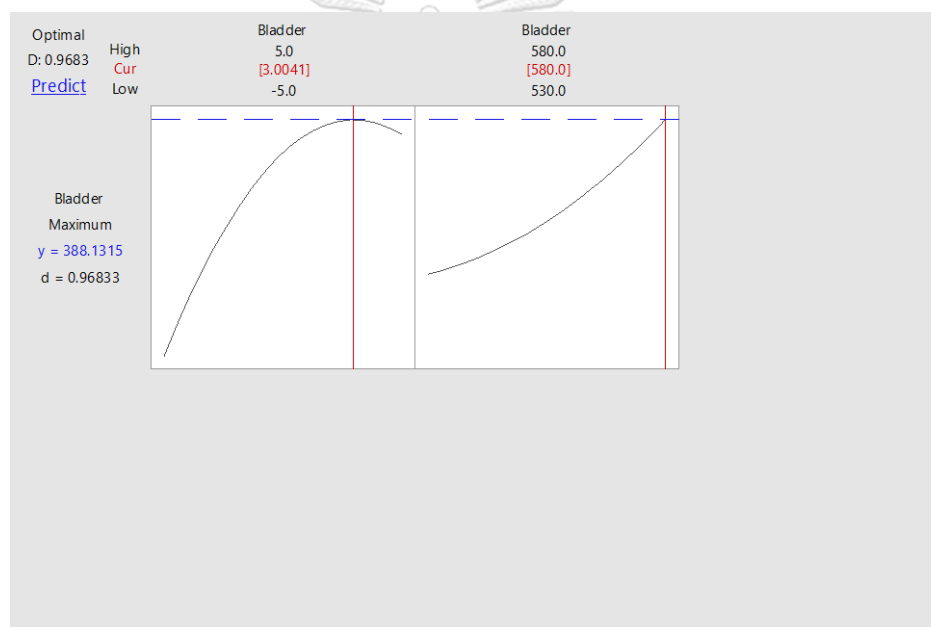 Optimal
D: 0.9683
Predict
High
Cur
Low
Bladder
5.0
[3.0041]
-5.0
Bladder
580.0
[580.0]
530.0
Bladder
Maximum
y = 388.1315
d = 0.96833